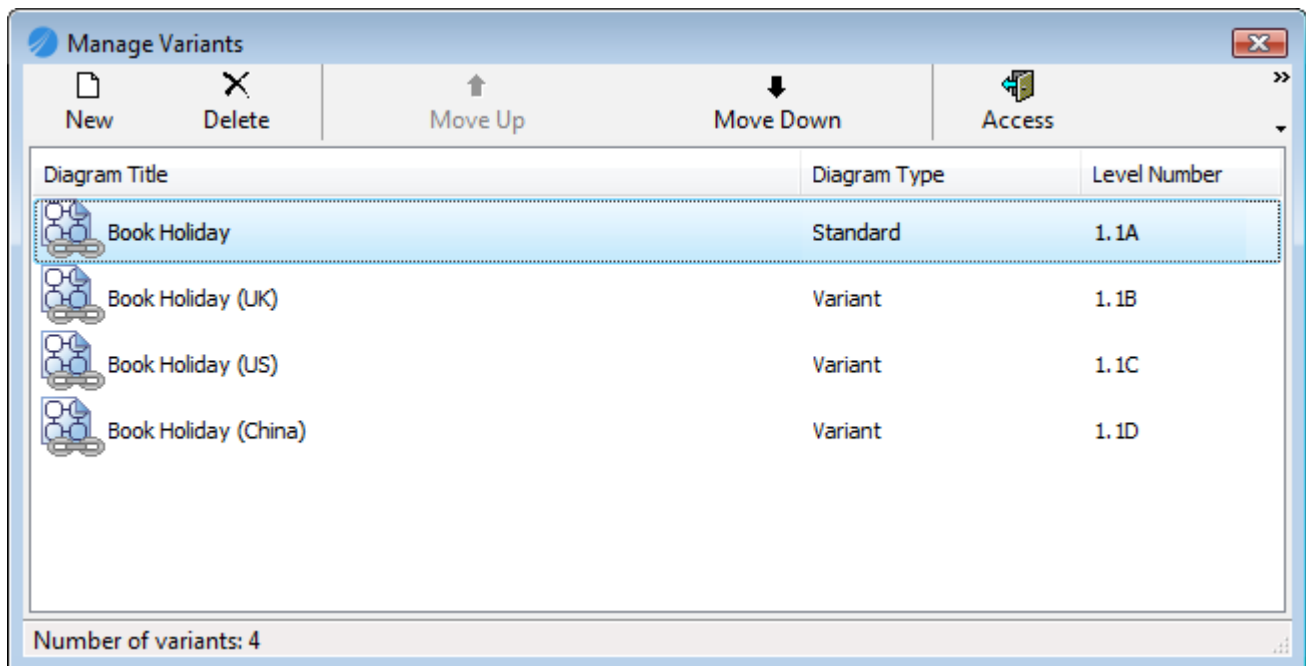 Manage Variants
New Delete Move Up Move Down Access
Diagram Title Diagram Type Level Number
Book Holiday Standard 1.1A
Book Holiday (UK) Variant 1.1B
Book Holiday (US) Variant 1.1C
Book Holiday (China) Variant 1.1D
Number of variants: 4